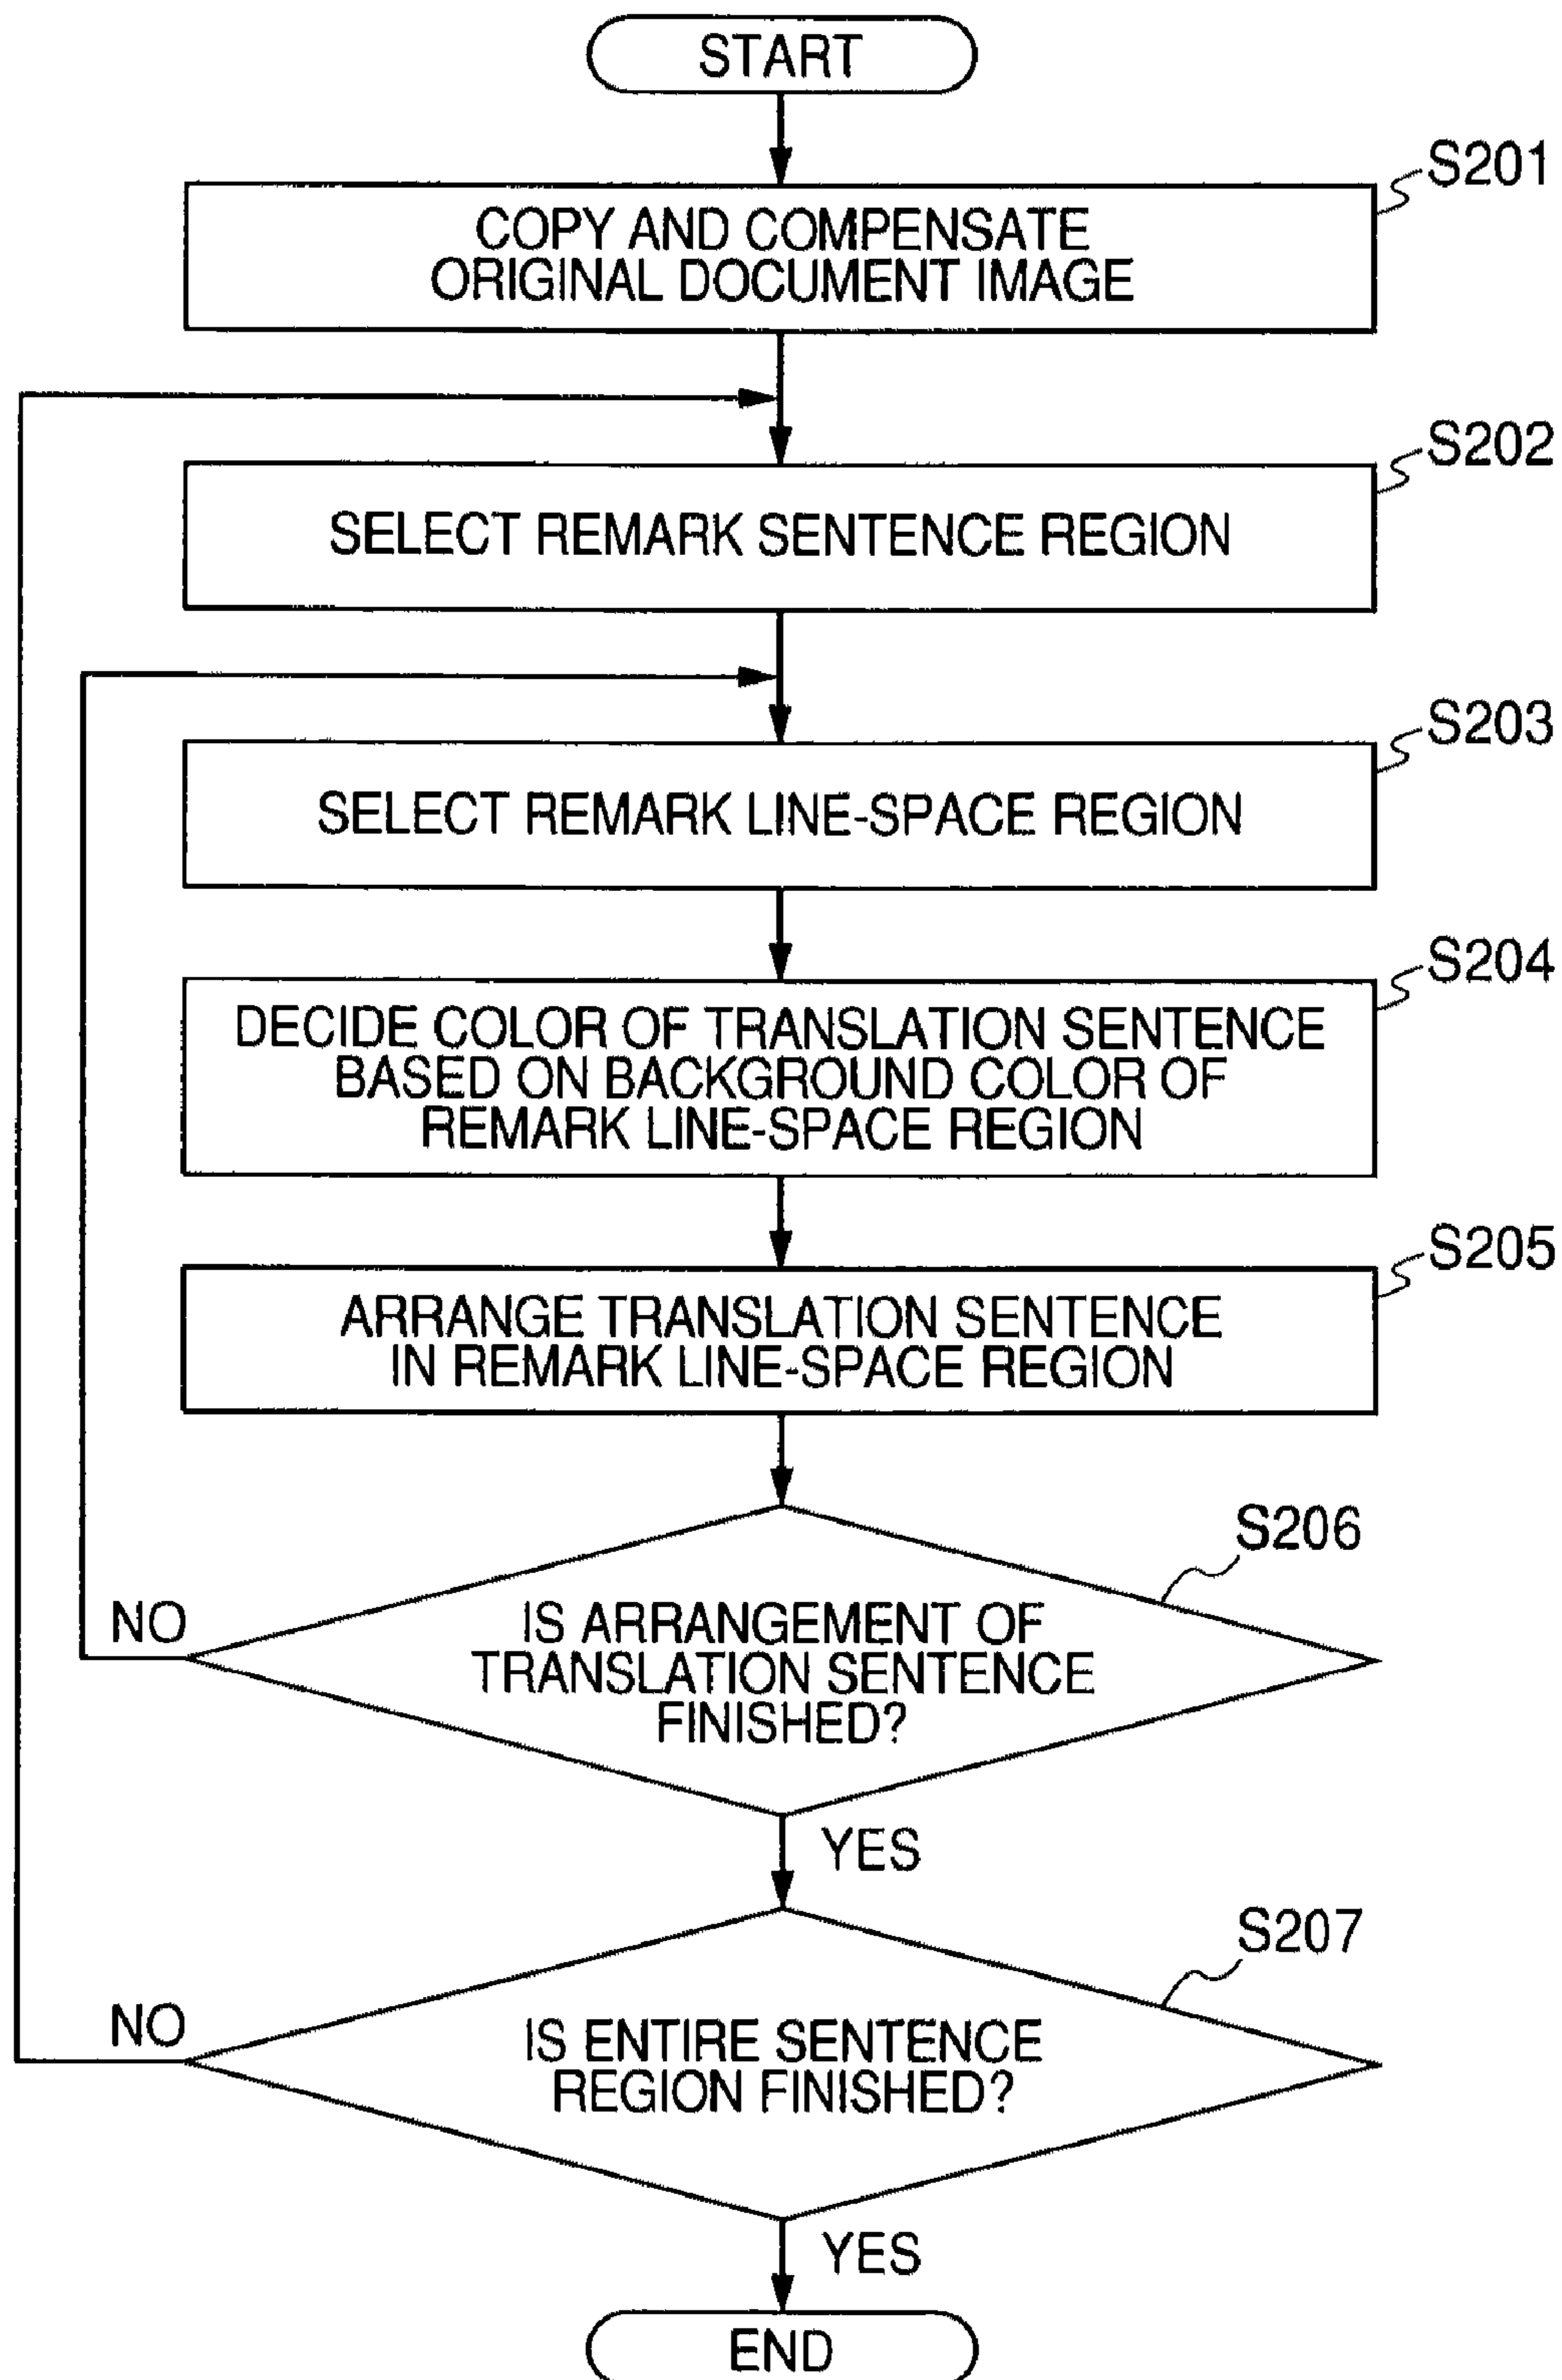 START
S201
COPY AND COMPENSATE
ORIGINAL DOCUMENT IMAGE
S202
SELECT REMARK SENTENCE REGION
S203
SELECT REMARK LINE-SPACE REGION
S204
DECIDE COLOR OF TRANSLATION SENTENCE
BASED ON BACKGROUND COLOR OF
REMARK LINE-SPACE REGION
S205
ARRANGE TRANSLATION SENTENCE
IN REMARK LINE-SPACE REGION
S206
NO
IS ARRANGEMENT OF
TRANSLATION SENTENCE
FINISHED?
YES
S207
NO
IS ENTIRE SENTENCE
REGION FINISHED?
YES
END